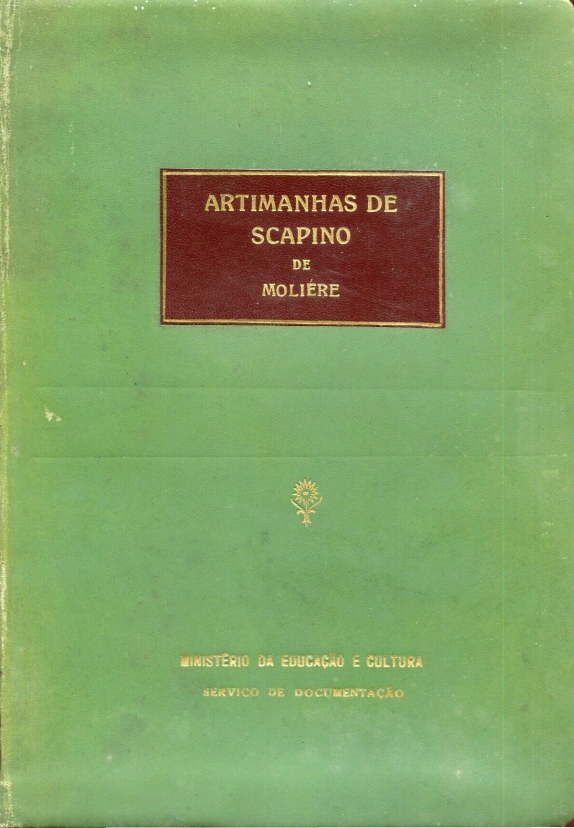 ARTIMANHAS DE
SCAPINO
DE
MOLIÉRE
MINISTÉRIO DA EDUCAÇÃO E CULTURA
SERVIÇO DE DOCUMENTAÇÃO